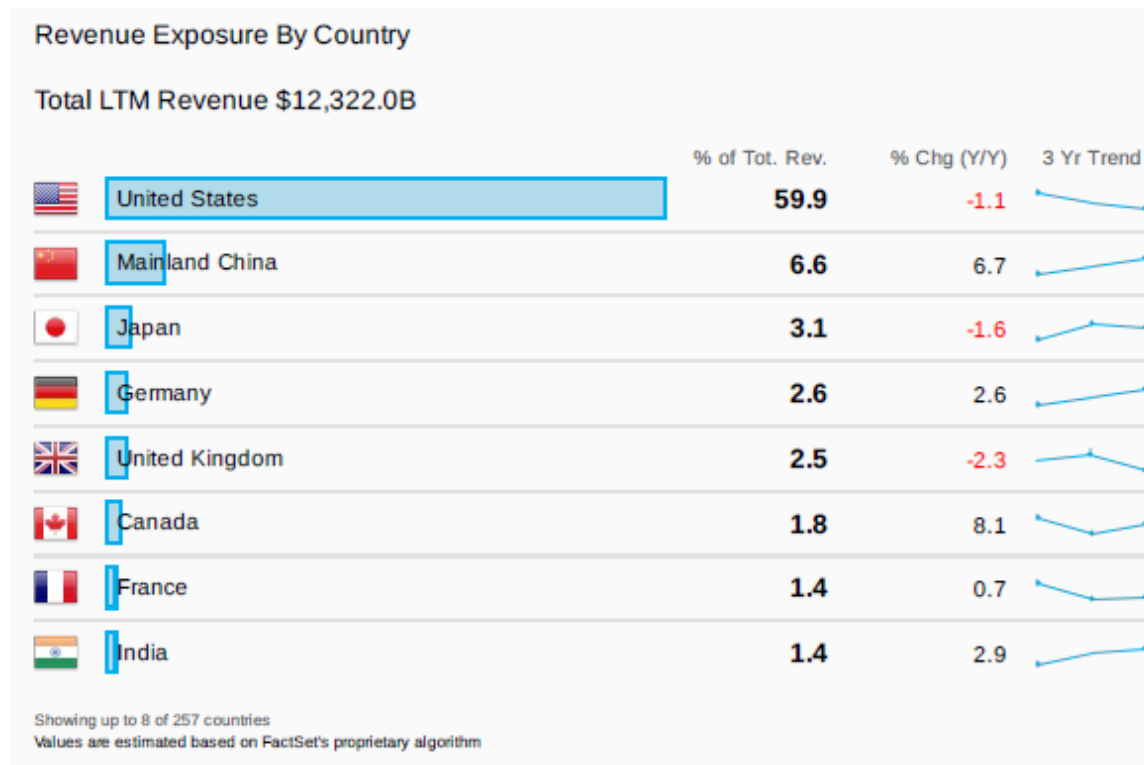 Revenue Exposure By Country
Total LTM Revenue $12,322.0B
% of Tot. Rev. % Chg (Y/Y) 3 Yr Trend
United States 59.9 -1.1
Mainland China 6.6 6.7
Japan 3.1 -1.6
Germany 2.6 2.6
United Kingdom 2.5 -2.3
Canada 1.8 8.1
France 1.4 0.7
India 1.4 2.9
Showing up to 8 of 257 countries
Values are estimated based on FactSet's proprietary algorithm